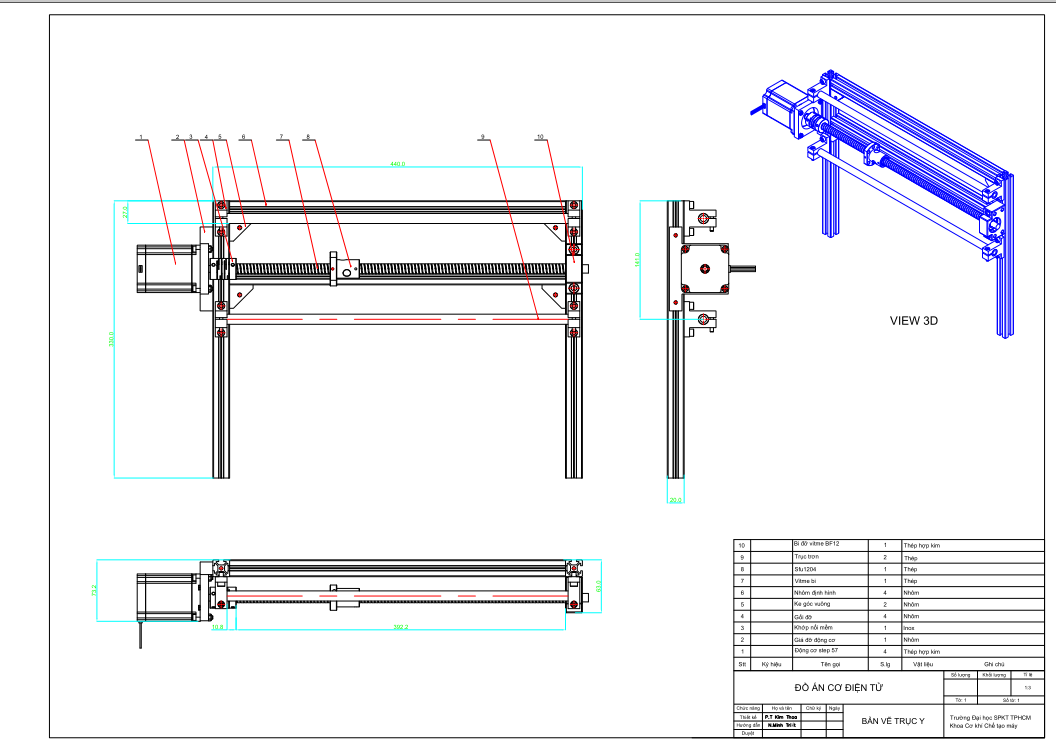 1 2 3 4 5 6 7 8 9 10
440.0
27.0
330.0
141.0
25.0
VIEW 3D
73.2
63.0
10.8
392.2
10 Bi đỡ vitme BF12 1 Thép hợp kim
9 Trục trơn 2 Thép
8 Sfu1204 1 Thép
7 Vitme bi 1 Thép
6 Nhôm định hình 4 Nhôm
5 Ke góc vuông 2 Nhôm
4 Gối đỡ 4 Nhôm
3 Khớp nối mềm 1 Inox
2 Giá đỡ động cơ 1 Nhôm
1 Động cơ step 57 4 Thép hợp kim
Stt Ký hiệu Tên gọi S.lg Vật liệu Ghi chú
ĐỒ ÁN CƠ ĐIỆN TỬ
Số lượng Khối lượng Tỉ lệ
1:3
Tờ: 1 Số tờ: 1
Chức năng Họ và tên Chữ ký Ngày
Thiết kế P.T Kim Thoa
Hướng dẫn N.Minh Triết
Duyệt
BẢN VẼ TRỤC Y
Trường Đại học SPKT TPHCM
Khoa Cơ khí Chế tạo máy